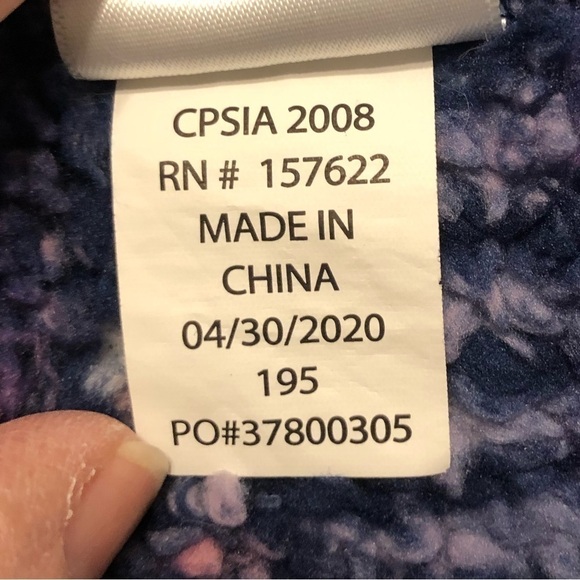 CPSIA 2008
RN # 157622
MADE IN
CHINA
04/30/2020
195
PO#37800305